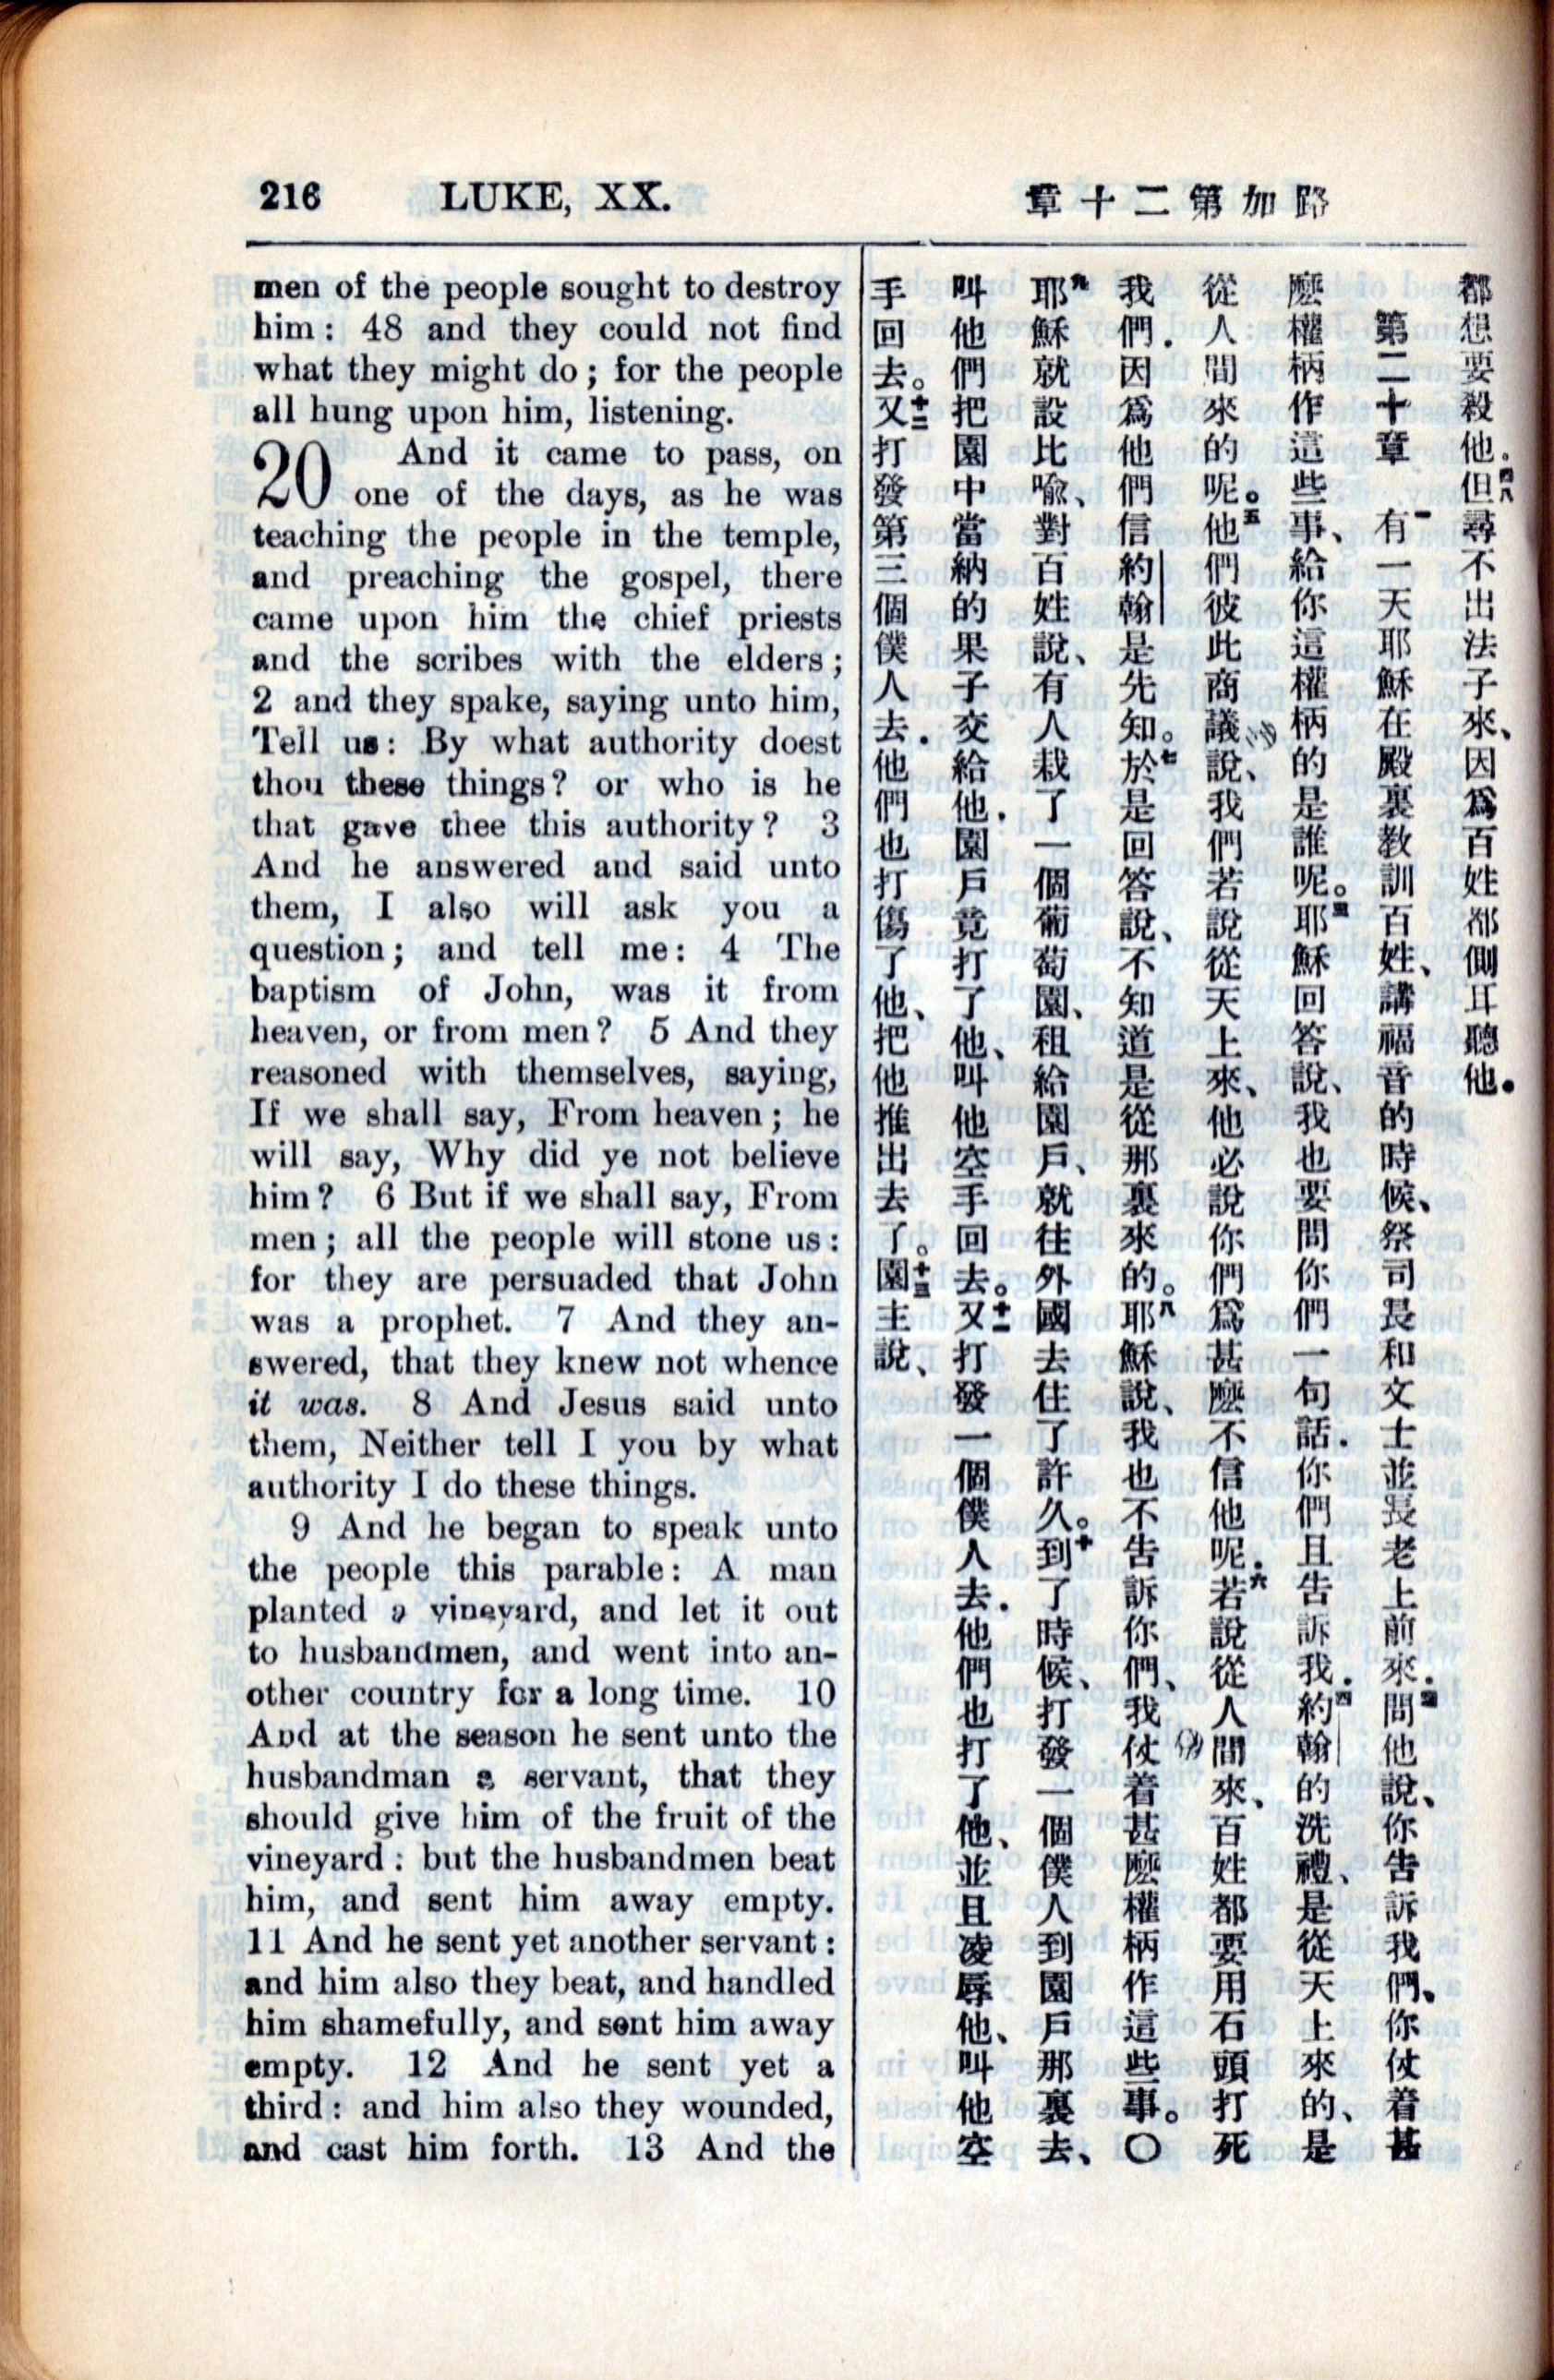 216 LUKE, XX.
章十二第加路
men of the people sought to destroy
him: 48 and they could not find
what they might do; for the people
all hung upon him, listening.
20 And it came to pass, on
one of the days, as he was
teaching the people in the temple,
and preaching the gospel, there
came upon him the chief priests
and the scribes with the elders;
2 and they spake, saying unto him,
Tell us: By what authority doest
thou these things? or who is he
that gave thee this authority? 3
And he answered and said unto
them, I also will ask you a
question; and tell me: 4 The
baptism of John, was it from
heaven, or from men? 5 And they
reasoned with themselves, saying,
If we shall say, From heaven; he
will say, Why did ye not believe
him? 6 But if we shall say, From
men; all the people will stone us:
for they are persuaded that John
was a prophet. 7 And they an-
swered, that they knew not whence
it was. 8 And Jesus said unto
them, Neither tell I you by what
authority I do these things.
9 And he began to speak unto
the people this parable: A man
planted a vineyard, and let it out
to husbandmen, and went into an-
other country for a long time. 10
And at the season he sent unto the
husbandman a servant, that they
should give him of the fruit of the
vineyard: but the husbandmen beat
him, and sent him away empty.
11 And he sent yet another servant:
and him also they beat, and handled
him shamefully, and sent him away
empty. 12 And he sent yet a
third: and him also they wounded,
and cast him forth. 13 And the
都想要殺他。四八但尋不出法子來、因爲百姓都側耳聽他。
第二十章 一有一天耶穌在殿裏教訓百姓、講福音的時候、祭司長和文士並長老上前來．二問他說、你告訴我們。你仗着甚
麼權柄作這些事、給你這權柄的是誰呢。三耶穌回答說、我也要問你們一句話．你們且告訴我．四約翰的洗禮、是從天上來的、是
從人間來的呢。五他們彼此商議說、我們若說從天上來、他必說你們爲甚麼不信他呢．六若說從人間來、百姓都要用石頭打死
我們．因爲他們信約翰是先知。七於是回答說、不知道是從那裏來的。八耶穌說、我也不告訴你們、我仗着甚麼權柄作這些事。〇
九耶穌就設比喻、對百姓說、有人栽了一個葡萄園、租給園戶、就往外國去住了許久。十到了時候、打發一個僕人到園戶那裏去、
叫他們把園中當納的果子交給他．園戶竟打了他、叫他空手回去。十一又打發一個僕人去．他們也打了他、並且凌辱他、叫他空
手回去。十二又打發第三個僕人去．他們也打傷了他、把他推出去了。十三園主說、